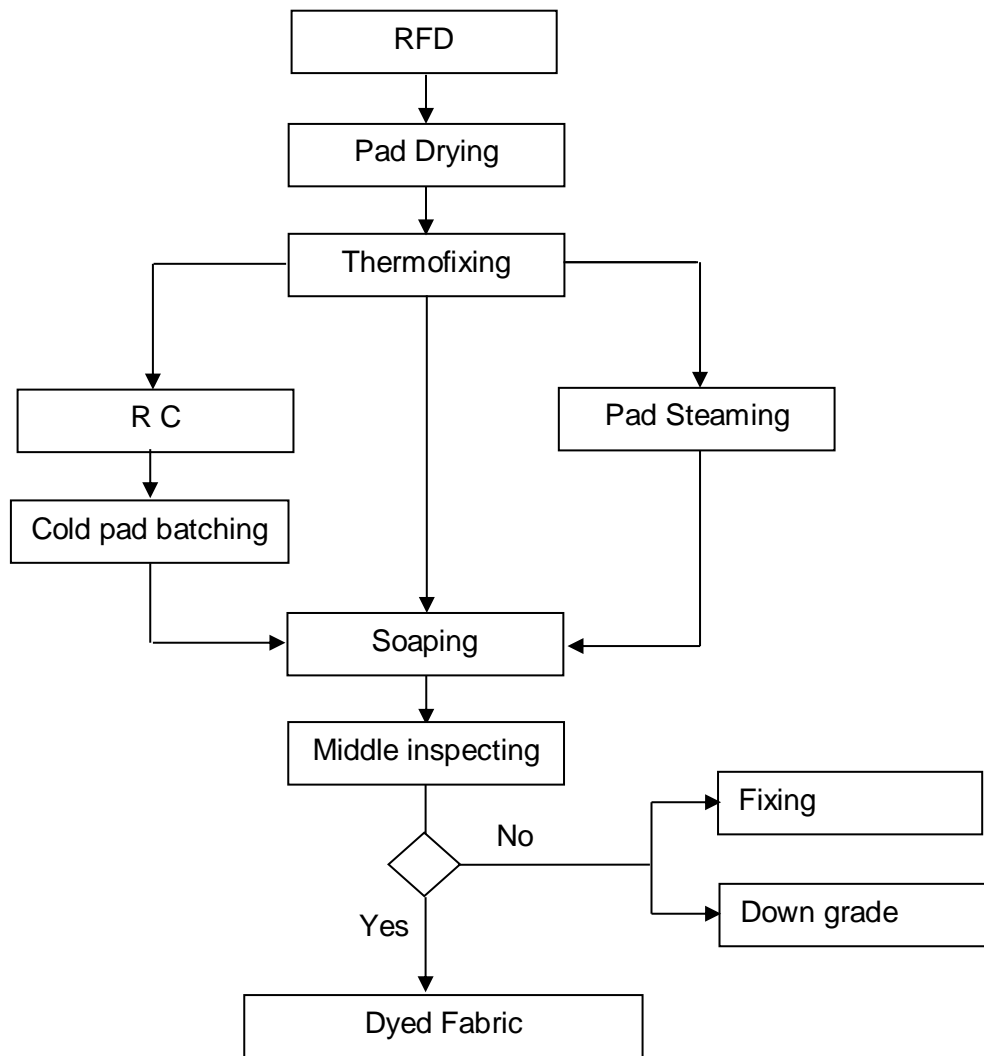 RFD
Pad Drying
Thermofixing
R C
Pad Steaming
Cold pad batching
Soaping
Middle inspecting
Fixing
No
Down grade
Yes
Dyed Fabric